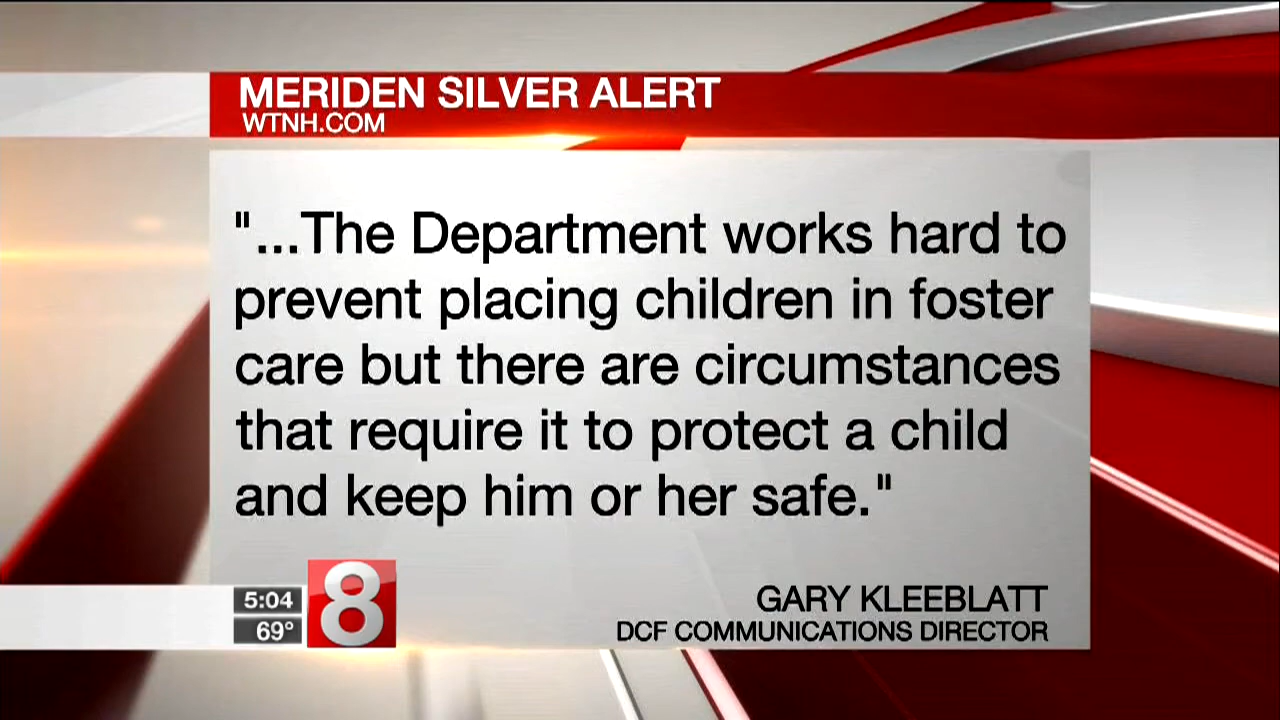 MERIDEN SILVER ALERT
WTNH.COM
"...The Department works hard to
prevent placing children in foster
care but there are circumstances
that require it to protect a child
and keep him or her safe."
GARY KLEEBLATT
DCF COMMUNICATIONS DIRECTOR
5:04
69°
8